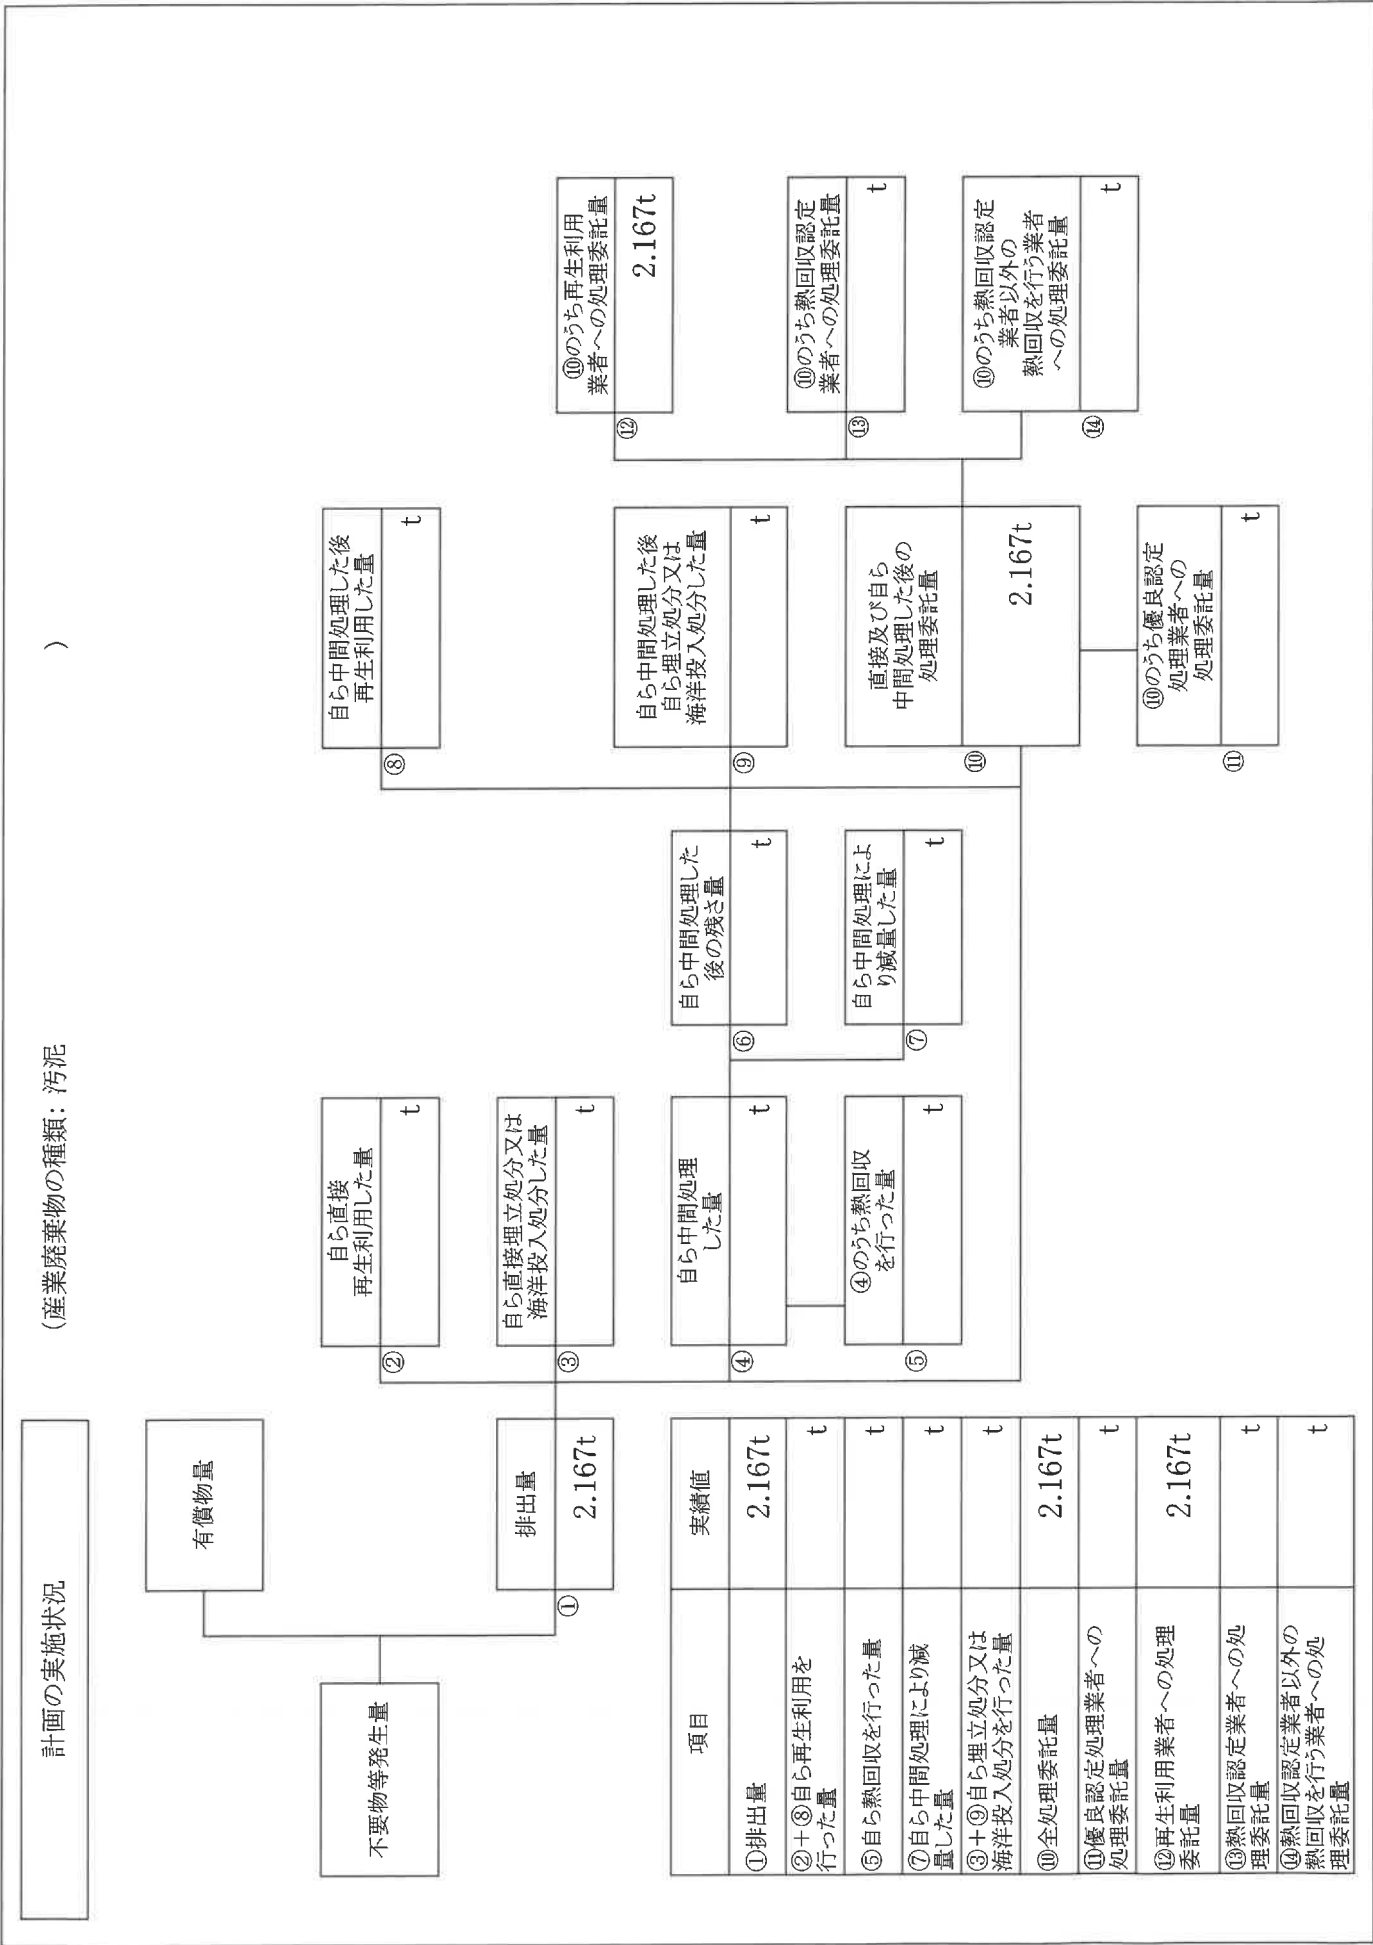 計画の実施状況
(産業廃棄物の種類：汚泥
)
不要物等発生量
有償物量
①
排出量
2.167t
②
自ら直接
再生利用した量
t
③
自ら直接埋立処分又は
海洋投入処分した量
t
④
自ら中間処理
した量
t
⑤
④のうち熱回収
を行った量
t
⑥
自ら中間処理した
後の残さ量
t
⑦
自ら中間処理によ
り減量した量
t
⑧
自ら中間処理した後
再生利用した量
t
⑨
自ら中間処理した後
自ら埋立処分又は
海洋投入処分した量
t
⑩
直接及び自ら
中間処理した後の
処理委託量
2.167t
⑪
⑩のうち優良認定
処理業者への
処理委託量
t
⑫
⑩のうち再生利用
業者への処理委託量
2.167t
⑬
⑩のうち熱回収認定
業者への処理委託量
t
⑭
⑩のうち熱回収認定
業者以外の
熱回収を行う業者
への処理委託量
t
項目
実績値
①排出量
2.167t
②＋⑧自ら再生利用を
行った量
t
⑤自ら熱回収を行った量
t
⑦自ら中間処理により減
量した量
t
③＋⑨自ら埋立処分又は
海洋投入処分を行った量
t
⑩全処理委託量
2.167t
⑪優良認定処理業者への
処理委託量
t
⑫再生利用業者への処理
委託量
2.167t
⑬熱回収認定業者への処
理委託量
t
⑭熱回収認定業者以外の
熱回収を行う業者への処
理委託量
t